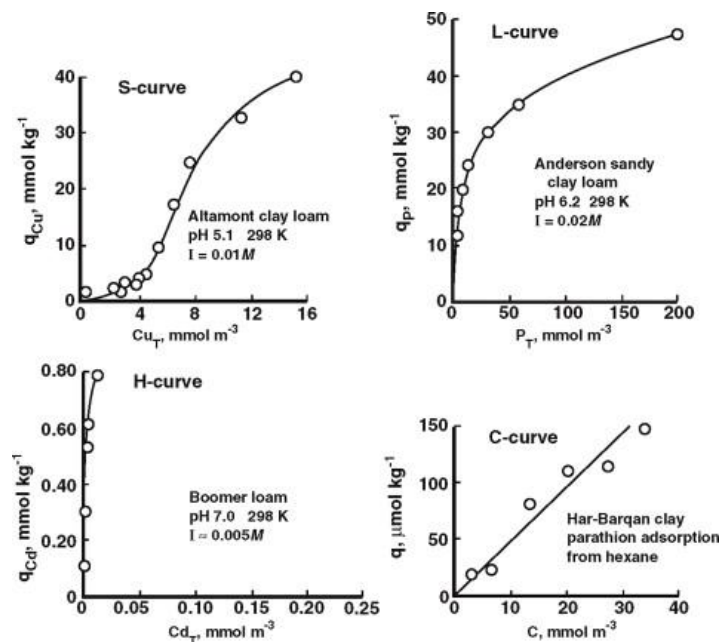 S-curve
40
30
20
10
0
q_Cu, mmol kg⁻¹
Altamont clay loam
pH 5.1 298 K
I = 0.01M
0 4 8 12 16
Cu_T, mmol m⁻³
L-curve
50
40
30
20
10
0
q_P, mmol kg⁻¹
Anderson sandy
clay loam
pH 6.2 298 K
I = 0.02M
0 50 100 150 200
P_T, mmol m⁻³
H-curve
0.80
0.60
0.40
0.20
0
q_Cd, mmol kg⁻¹
Boomer loam
pH 7.0 298 K
I ≈ 0.005M
0 0.05 0.10 0.15 0.20 0.25
Cd_T, mmol m⁻³
C-curve
150
100
50
0
q, μmol kg⁻¹
Har-Barqan clay
parathion adsorption
from hexane
0 10 20 30 40
C, mmol m⁻³